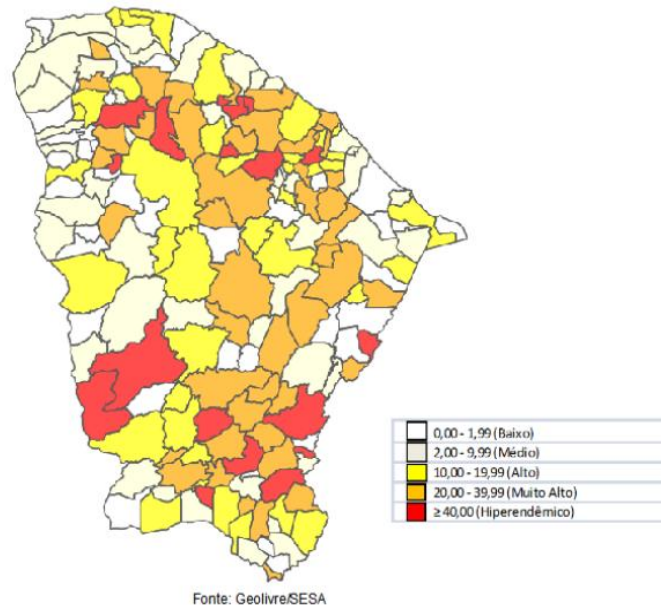 0,00 - 1,99 (Baixo)
2,00 - 9,99 (Médio)
10,00 - 19,99 (Alto)
20,00 - 39,99 (Muito Alto)
≥ 40,00 (Hiperendêmico)
Fonte: Geolivre/SESA